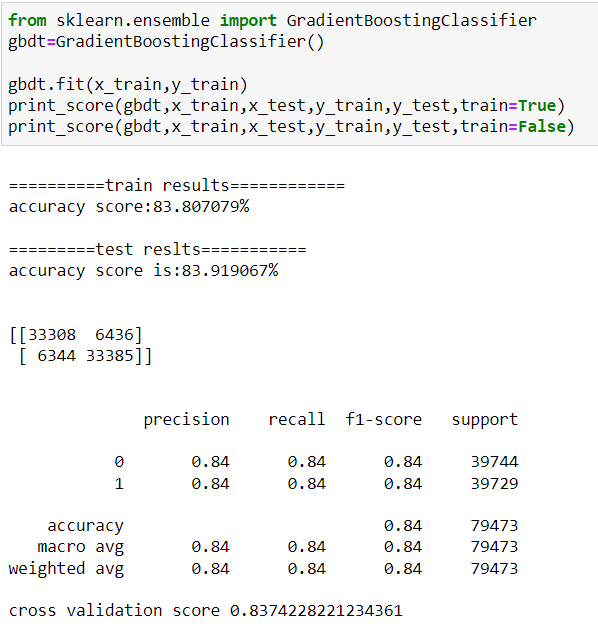 from sklearn.ensemble import GradientBoostingClassifier
gbdt=GradientBoostingClassifier()
gbdt.fit(x_train,y_train)
print_score(gbdt,x_train,x_test,y_train,y_test,train=True)
print_score(gbdt,x_train,x_test,y_train,y_test,train=False)
==========train results============
accuracy score:83.807079%
=========test reslts===========
accuracy score is:83.919067%
[[33308  6436]
 [ 6344 33385]]
precision    recall  f1-score   support
0       0.84      0.84      0.84     39744
1       0.84      0.84      0.84     39729
accuracy                           0.84     79473
macro avg       0.84      0.84      0.84     79473
weighted avg       0.84      0.84      0.84     79473
cross validation score 0.8374228221234361